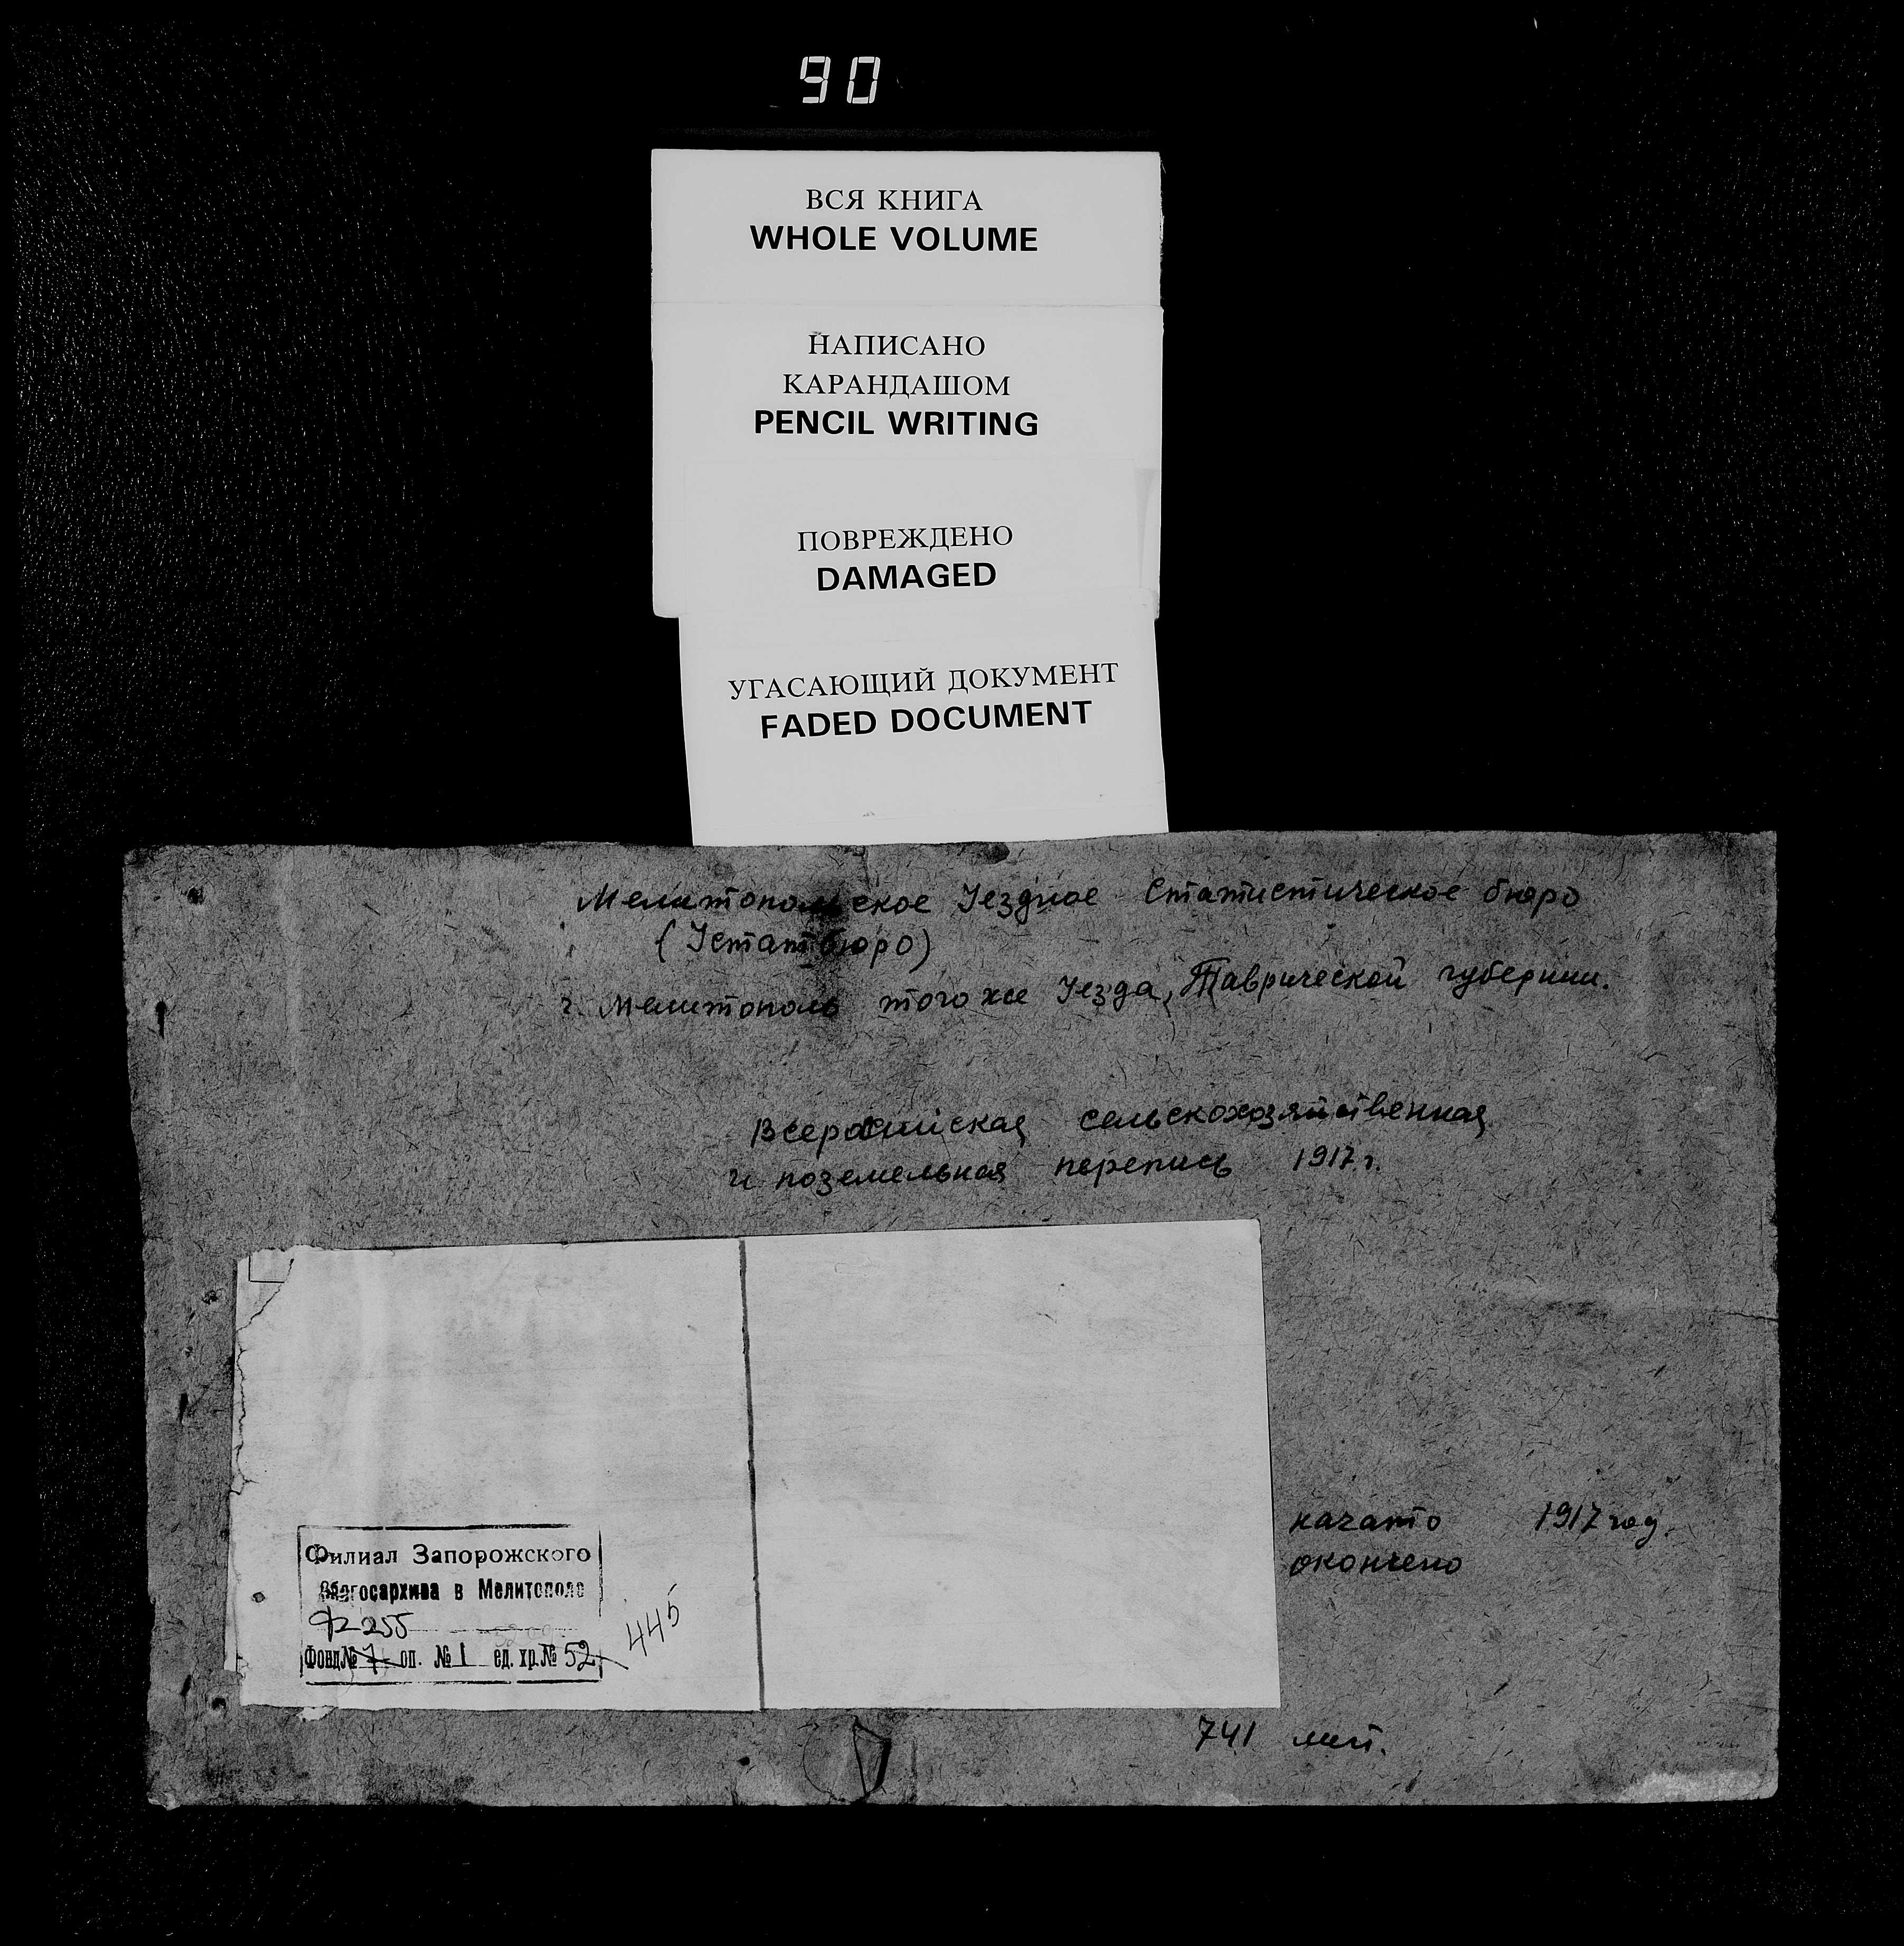 90
ВСЯ КНИГА
WHOLE VOLUME
НАПИСАНО
КАРАНДАШОМ
PENCIL WRITING
ПОВРЕЖДЕНО
DAMAGED
УГАСАЮЩИЙ ДОКУМЕНТ
FADED DOCUMENT
Мелитопольское Уездное Статистическое бюро
(Устатбюро)
г. Мелитополь того же Уезда, Таврической губернии.
Всеросийская сельскохозяйственная
и поземельная перепись 1917 г.
начато 1917 год.
окончено
Филиал Запорожского
Облгосархива в Мелитополе
Ф 255
Фонд № 7 оп. № 1 ед. хр. № 52
445
741 лист.